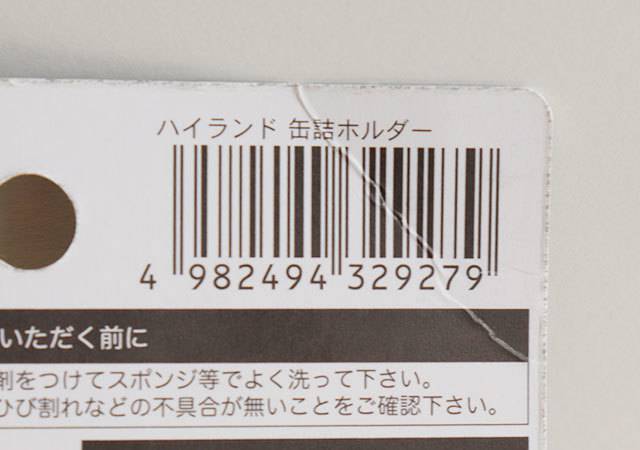 ハイランド 缶詰ホルダー
4 982494 329279
いただく前に
剤をつけてスポンジ等でよく洗って下さい。
ひび割れなどの不具合が無いことをご確認下さい。